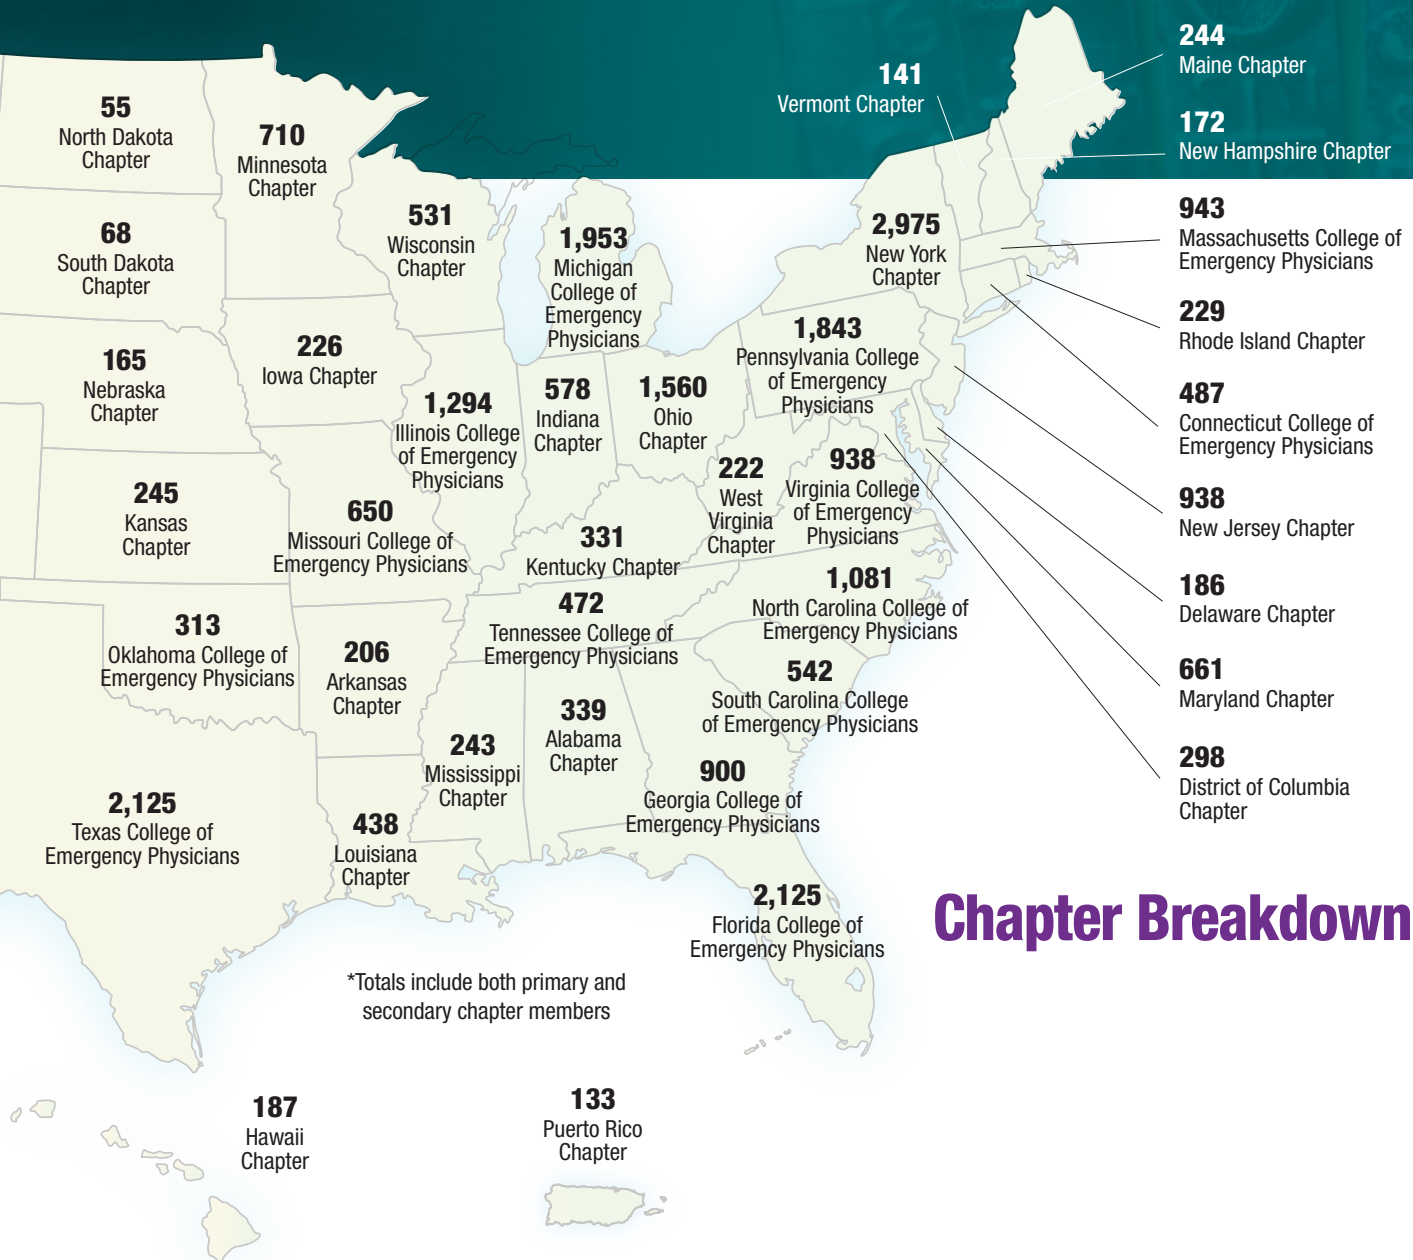 244
Maine Chapter
141
Vermont Chapter
172
New Hampshire Chapter
55
North Dakota
Chapter
710
Minnesota
Chapter
68
South Dakota
Chapter
531
Wisconsin
Chapter
1,953
Michigan
College of
Emergency
Physicians
2,975
New York
Chapter
943
Massachusetts College of
Emergency Physicians
229
Rhode Island Chapter
165
Nebraska
Chapter
226
Iowa Chapter
1,294
Illinois College
of Emergency
Physicians
578
Indiana
Chapter
1,560
Ohio
Chapter
1,843
Pennsylvania College
of Emergency
Physicians
487
Connecticut College of
Emergency Physicians
245
Kansas
Chapter
650
Missouri College of
Emergency Physicians
331
Kentucky Chapter
222
West
Virginia
Chapter
938
Virginia College
of Emergency
Physicians
938
New Jersey Chapter
313
Oklahoma College of
Emergency Physicians
206
Arkansas
Chapter
472
Tennessee College of
Emergency Physicians
1,081
North Carolina College of
Emergency Physicians
186
Delaware Chapter
542
South Carolina College
of Emergency Physicians
661
Maryland Chapter
2,125
Texas College of
Emergency Physicians
438
Louisiana
Chapter
243
Mississippi
Chapter
339
Alabama
Chapter
900
Georgia College of
Emergency Physicians
298
District of Columbia
Chapter
2,125
Florida College of
Emergency Physicians
Chapter Breakdown
*Totals include both primary and
secondary chapter members
187
Hawaii
Chapter
133
Puerto Rico
Chapter